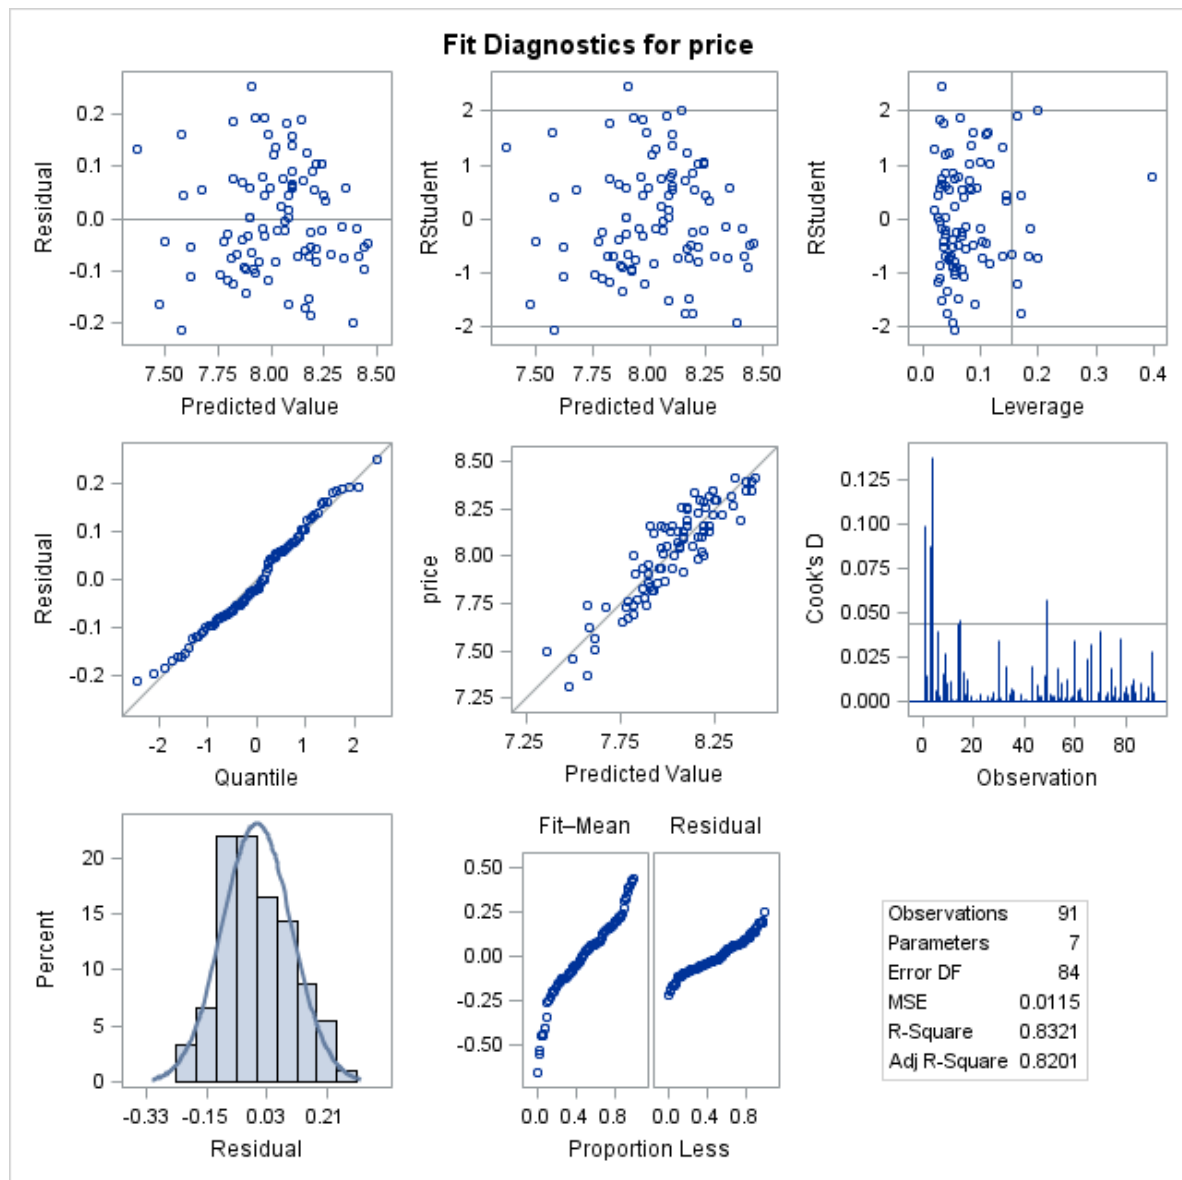 Fit Diagnostics for price
Residual
0.2
0.1
0.0
-0.1
-0.2
7.50 7.75 8.00 8.25 8.50
Predicted Value
RStudent
2
1
0
-1
-2
7.50 7.75 8.00 8.25 8.50
Predicted Value
RStudent
2
1
0
-1
-2
0.0 0.1 0.2 0.3 0.4
Leverage
Residual
0.2
0.1
0.0
-0.1
-0.2
-2 -1 0 1 2
Quantile
price
8.50
8.25
8.00
7.75
7.50
7.25
7.25 7.75 8.25
Predicted Value
Cook's D
0.125
0.100
0.075
0.050
0.025
0.000
0 20 40 60 80
Observation
Percent
20
15
10
5
0
-0.33 -0.15 0.03 0.21
Residual
Fit–Mean Residual
0.50
0.25
0.00
-0.25
-0.50
0.0 0.4 0.8 0.0 0.4 0.8
Proportion Less
Observations 91
Parameters 7
Error DF 84
MSE 0.0115
R-Square 0.8321
Adj R-Square 0.8201